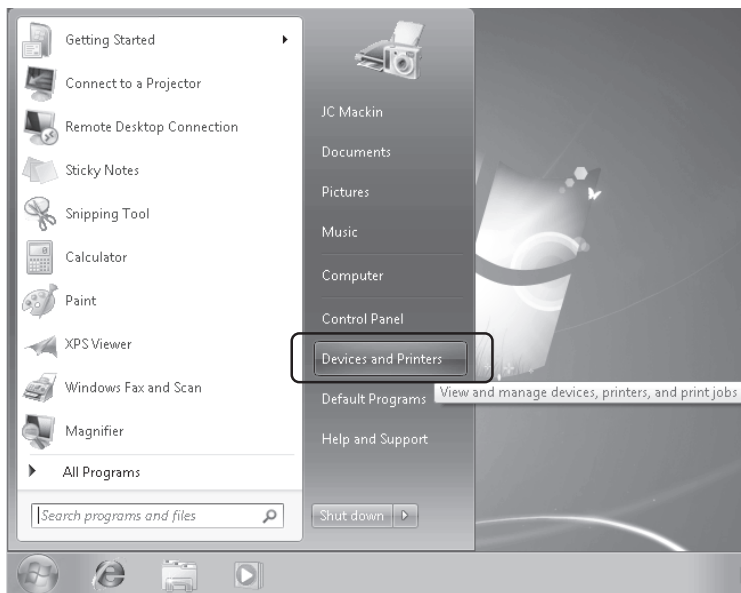 Getting Started
Connect to a Projector
Remote Desktop Connection
Sticky Notes
Snipping Tool
Calculator
Paint
XPS Viewer
Windows Fax and Scan
Magnifier
All Programs
Search programs and files
JC Mackin
Documents
Pictures
Music
Computer
Control Panel
Devices and Printers
View and manage devices, printers, and print jobs
Default Programs
Help and Support
Shut down